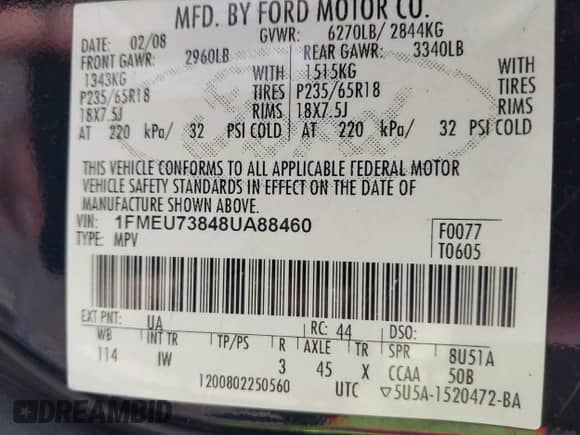 MFD. BY FORD MOTOR CO.
DATE: 02/08 GVWR: 6270LB/ 2844KG
FRONT GAWR: 2960LB REAR GAWR: 3340LB
1343KG WITH 1515KG WITH
P235/65R18 TIRES P235/65R18 TIRES
18X7.5J RIMS 18X7.5J RIMS
AT 220 kPa/ 32 PSI COLD AT 220 kPa/ 32 PSI COLD
THIS VEHICLE CONFORMS TO ALL APPLICABLE FEDERAL MOTOR
VEHICLE SAFETY STANDARDS IN EFFECT ON THE DATE OF
MANUFACTURE SHOWN ABOVE.
VIN: 1FMEU73848UA88460 F0077
TYPE: MPV T0605
EXT PNT: UA RC: 44 DSO:
WB INT TR TP/PS R AXLE TR SPR 8U51A
114 IW 3 45 X CCAA 50B
1200802250560 UTC ▽5U5A-1520472-BA
DREAMBID